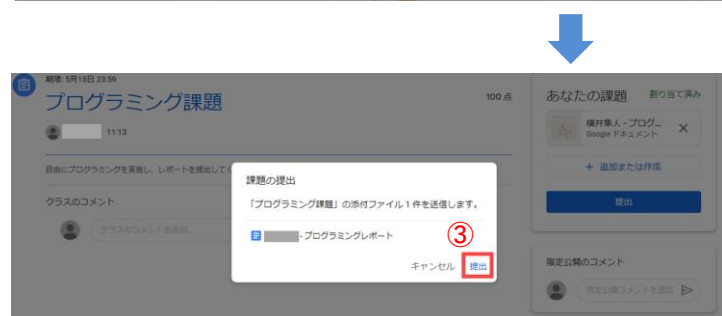 期限: 5月15日 23:59
プログラミング課題
100 点
11:13
自由にプログラミングを実施し、レポートを提出して
クラスのコメント
クラスのコメントを追加
課題の提出
「プログラミング課題」の添付ファイル 1 件を送信します。
- プログラミングレポート
③
キャンセル
提出
あなたの課題
割り当て済み
横井隼人 - プログ...
Google ドキュメント
+ 追加または作成
提出
限定公開のコメント
限定公開コメントを追加